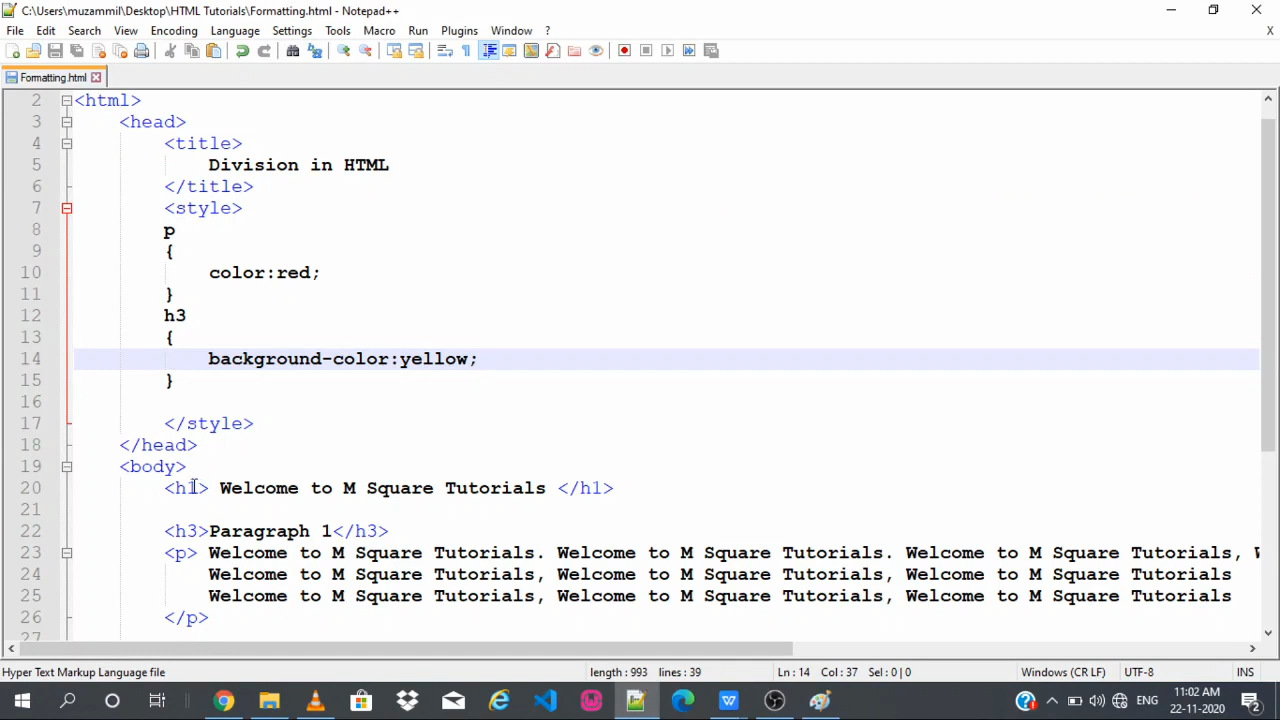 C:\Users\muzammil\Desktop\HTML Tutorials\Formatting.html - Notepad++
File Edit Search View Encoding Language Settings Tools Macro Run Plugins Window ? X
Formatting.html
2 <html>
3 <head>
4 <title>
5 Division in HTML
6 </title>
7 <style>
8 p
9 {
10 color:red;
11 }
12 h3
13 {
14 background-color:yellow;
15 }
16
17 </style>
18 </head>
19 <body>
20 <h1> Welcome to M Square Tutorials </h1>
21
22 <h3>Paragraph 1</h3>
23 <p> Welcome to M Square Tutorials. Welcome to M Square Tutorials. Welcome to M Square Tutorials, W
24 Welcome to M Square Tutorials, Welcome to M Square Tutorials, Welcome to M Square Tutorials
25 Welcome to M Square Tutorials, Welcome to M Square Tutorials, Welcome to M Square Tutorials
26 </p>
27
Hyper Text Markup Language file length : 993 lines : 39 Ln : 14 Col : 37 Sel : 0 | 0 Windows (CR LF) UTF-8 INS
ENG 11:02 AM
22-11-2020 2